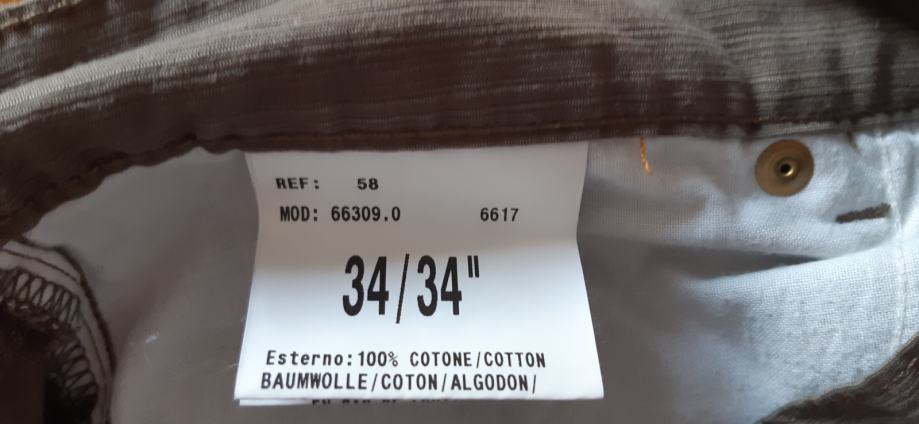 REF: 58
MOD: 66309.0 6617
34/34"
Esterno:100% COTONE/COTTON
BAUMWOLLE/COTON/ALGODON/